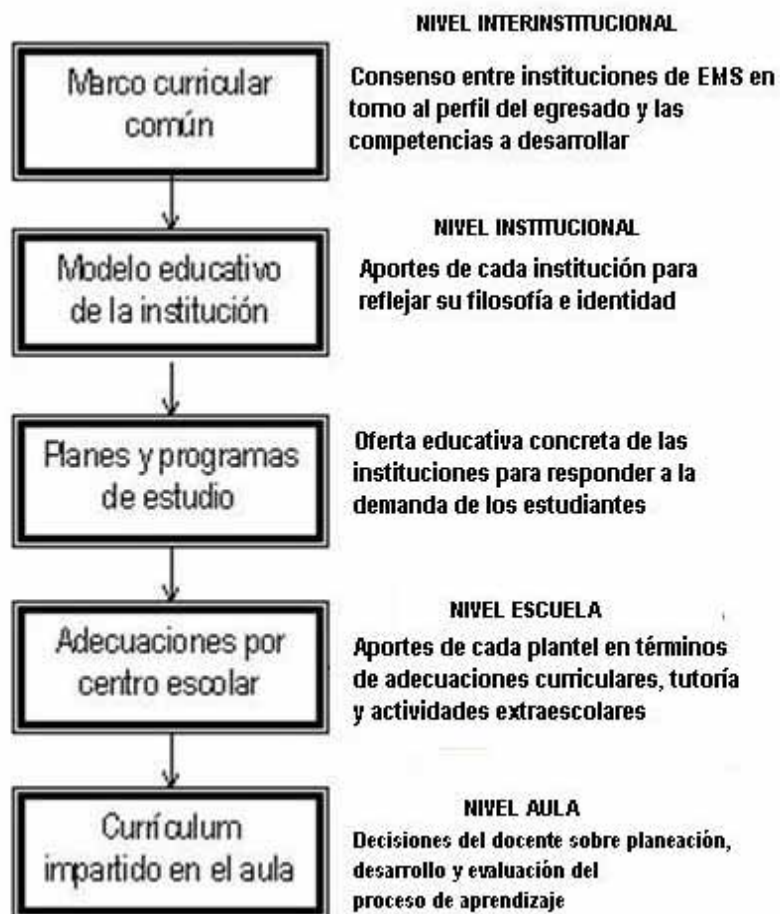 NIVEL INTERINSTITUCIONAL
Marco curricular
común
Consenso entre instituciones de EMS en
torno al perfil del egresado y las
competencias a desarrollar
NIVEL INSTITUCIONAL
Modelo educativo
de la institución
Aportes de cada institución para
reflejar su filosofía e identidad
Planes y programas
de estudio
Oferta educativa concreta de las
instituciones para responder a la
demanda de los estudiantes
NIVEL ESCUELA
Adecuaciones por
centro escolar
Aportes de cada plantel en términos
de adecuaciones curriculares, tutoría
y actividades extraescolares
NIVEL AULA
Currículum
impartido en el aula
Decisiones del docente sobre planeación,
desarrollo y evaluación del
proceso de aprendizaje